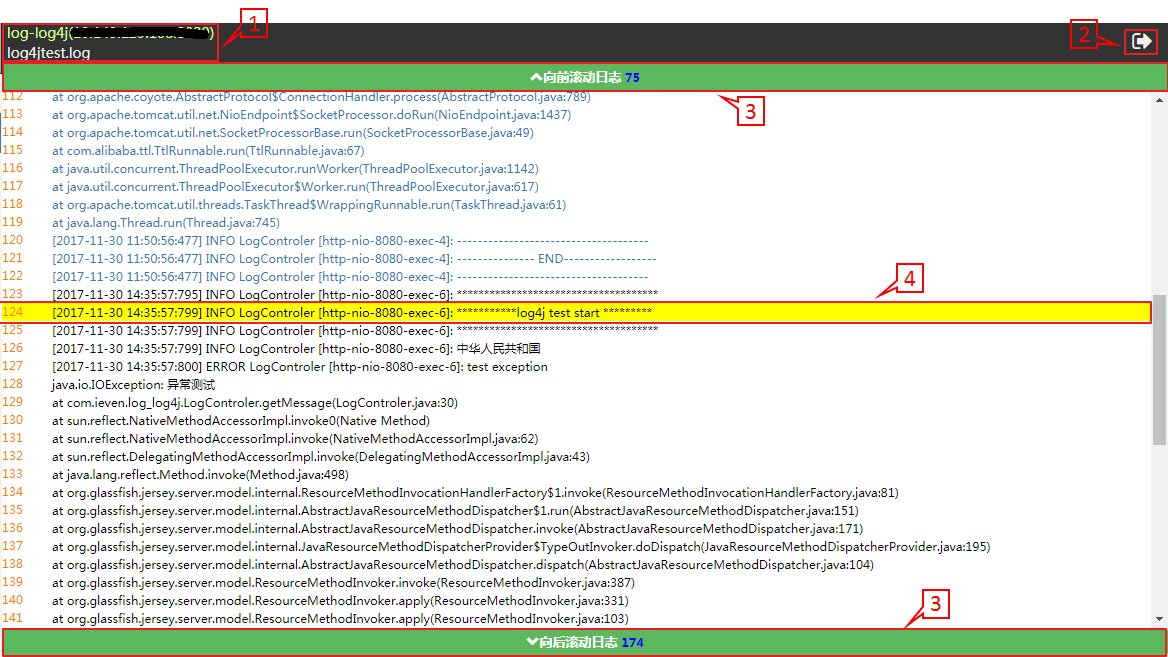 log-log4j(
1
log4jtest.log
2
向前滚动日志 75
3
112 at org.apache.coyote.AbstractProtocol$ConnectionHandler.process(AbstractProtocol.java:789)
113 at org.apache.tomcat.util.net.NioEndpoint$SocketProcessor.doRun(NioEndpoint.java:1437)
114 at org.apache.tomcat.util.net.SocketProcessorBase.run(SocketProcessorBase.java:49)
115 at com.alibaba.ttl.TtlRunnable.run(TtlRunnable.java:67)
116 at java.util.concurrent.ThreadPoolExecutor.runWorker(ThreadPoolExecutor.java:1142)
117 at java.util.concurrent.ThreadPoolExecutor$Worker.run(ThreadPoolExecutor.java:617)
118 at org.apache.tomcat.util.threads.TaskThread$WrappingRunnable.run(TaskThread.java:61)
119 at java.lang.Thread.run(Thread.java:745)
120 [2017-11-30 11:50:56:477] INFO LogControler [http-nio-8080-exec-4]: -------------------------------------
121 [2017-11-30 11:50:56:477] INFO LogControler [http-nio-8080-exec-4]: --------------- END------------------
122 [2017-11-30 11:50:56:477] INFO LogControler [http-nio-8080-exec-4]: -------------------------------------
4
123 [2017-11-30 14:35:57:795] INFO LogControler [http-nio-8080-exec-6]: *************************************
124 [2017-11-30 14:35:57:799] INFO LogControler [http-nio-8080-exec-6]: ***********log4j test start *********
125 [2017-11-30 14:35:57:799] INFO LogControler [http-nio-8080-exec-6]: *************************************
126 [2017-11-30 14:35:57:799] INFO LogControler [http-nio-8080-exec-6]: 中华人民共和国
127 [2017-11-30 14:35:57:800] ERROR LogControler [http-nio-8080-exec-6]: test exception
128 java.io.IOException: 异常测试
129 at com.ieven.log_log4j.LogControler.getMessage(LogControler.java:30)
130 at sun.reflect.NativeMethodAccessorImpl.invoke0(Native Method)
131 at sun.reflect.NativeMethodAccessorImpl.invoke(NativeMethodAccessorImpl.java:62)
132 at sun.reflect.DelegatingMethodAccessorImpl.invoke(DelegatingMethodAccessorImpl.java:43)
133 at java.lang.reflect.Method.invoke(Method.java:498)
134 at org.glassfish.jersey.server.model.internal.ResourceMethodInvocationHandlerFactory$1.invoke(ResourceMethodInvocationHandlerFactory.java:81)
135 at org.glassfish.jersey.server.model.internal.AbstractJavaResourceMethodDispatcher$1.run(AbstractJavaResourceMethodDispatcher.java:151)
136 at org.glassfish.jersey.server.model.internal.AbstractJavaResourceMethodDispatcher.invoke(AbstractJavaResourceMethodDispatcher.java:171)
137 at org.glassfish.jersey.server.model.internal.JavaResourceMethodDispatcherProvider$TypeOutInvoker.doDispatch(JavaResourceMethodDispatcherProvider.java:195)
138 at org.glassfish.jersey.server.model.internal.AbstractJavaResourceMethodDispatcher.dispatch(AbstractJavaResourceMethodDispatcher.java:104)
139 at org.glassfish.jersey.server.model.ResourceMethodInvoker.invoke(ResourceMethodInvoker.java:387)
140 at org.glassfish.jersey.server.model.ResourceMethodInvoker.apply(ResourceMethodInvoker.java:331)
141 at org.glassfish.jersey.server.model.ResourceMethodInvoker.apply(ResourceMethodInvoker.java:103)
3
向后滚动日志 174